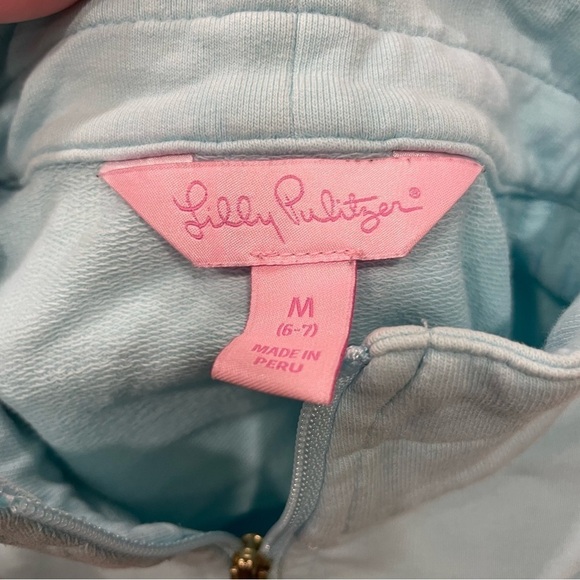 Lilly Pulitzer®
M
(6-7)
MADE IN
PERU